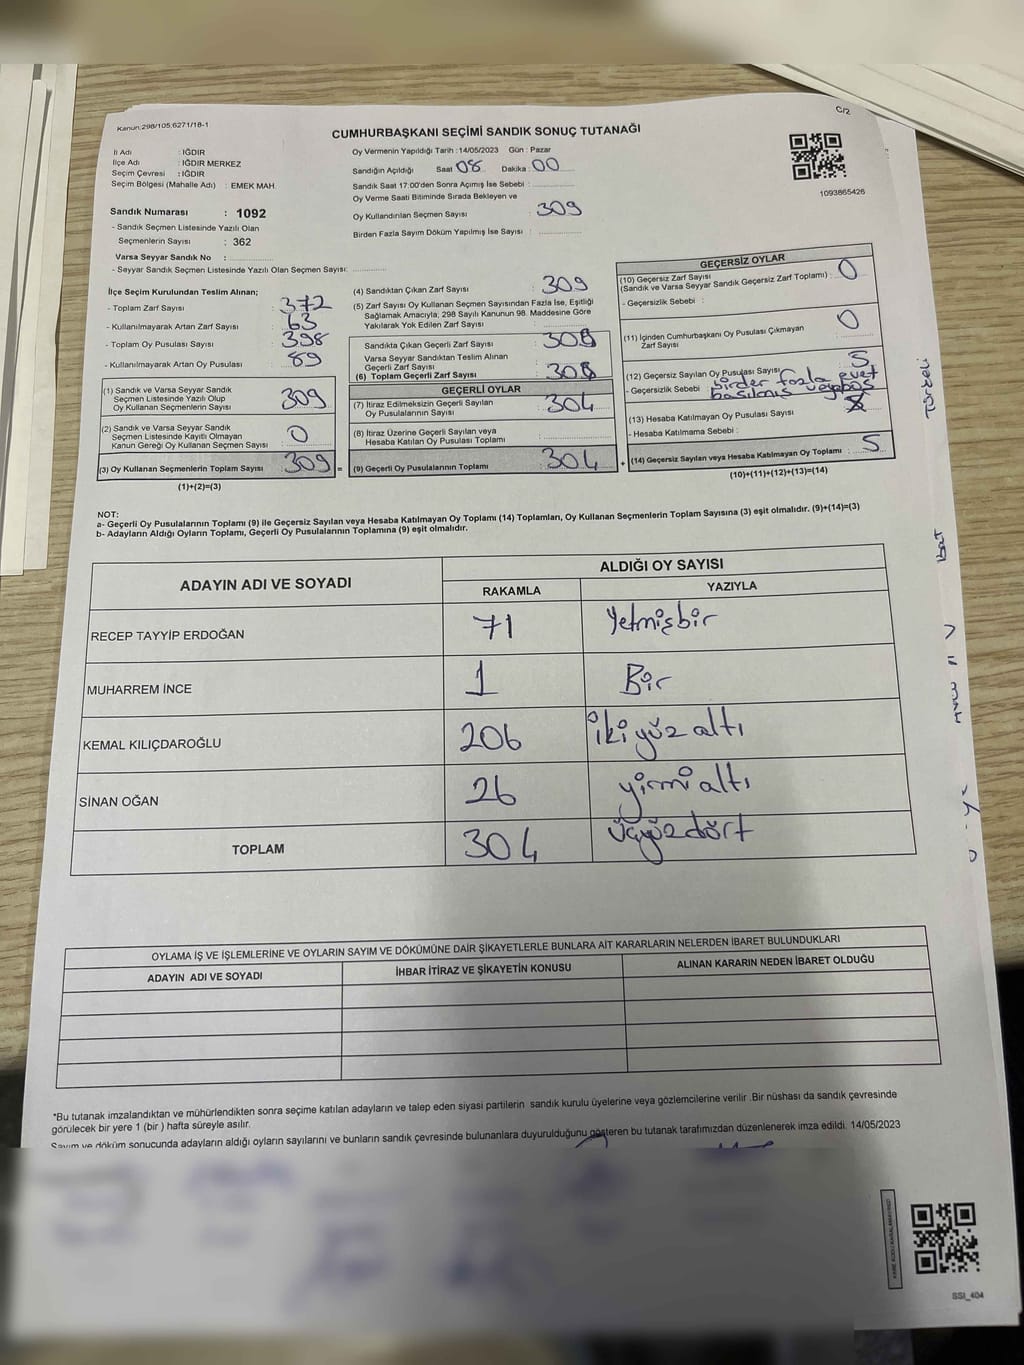 Kanun:298/105,6271/18-1
C/2
CUMHURBAŞKANI SEÇİMİ SANDIK SONUÇ TUTANAĞI
İl Adı : IĞDIR
İlçe Adı : IĞDIR MERKEZ
Seçim Çevresi : IĞDIR
Seçim Bölgesi (Mahalle Adı) : EMEK MAH.
Sandık Numarası : 1092
- Sandık Seçmen Listesinde Yazılı Olan
Seçmenlerin Sayısı : 362
Varsa Seyyar Sandık No :
- Seyyar Sandık Seçmen Listesinde Yazılı Olan Seçmen Sayısı:
Oy Vermenin Yapıldığı Tarih :14/05/2023 Gün : Pazar
Sandığın Açıldığı Saat 08 Dakika : 00
Sandık Saat 17:00'den Sonra Açılmış İse Sebebi :
Oy Verme Saati Bitiminde Sırada Bekleyen ve
Oy Kullandırılan Seçmen Sayısı : 309
Birden Fazla Sayım Döküm Yapılmış İse Sayısı :
1093865426
İlçe Seçim Kurulundan Teslim Alınan;
- Toplam Zarf Sayısı : 372
- Kullanılmayarak Artan Zarf Sayısı : 63
- Toplam Oy Pusulası Sayısı : 398
- Kullanılmayarak Artan Oy Pusulası : 89
(1) Sandık ve Varsa Seyyar Sandık
Seçmen Listesinde Yazılı Olup
Oy Kullanan Seçmenlerin Sayısı : 309
(2) Sandık ve Varsa Seyyar Sandık
Seçmen Listesinde Kayıtlı Olmayan
Kanun Gereği Oy Kullanan Seçmen Sayısı : 0
(3) Oy Kullanan Seçmenlerin Toplam Sayısı : 309 =
(1)+(2)=(3)
(4) Sandıktan Çıkan Zarf Sayısı : 309
(5) Zarf Sayısı Oy Kullanan Seçmen Sayısından Fazla İse, Eşitliği
Sağlamak Amacıyla, 298 Sayılı Kanunun 98. Maddesine Göre
Yakılarak Yok Edilen Zarf Sayısı :
Sandıkta Çıkan Geçerli Zarf Sayısı :
Varsa Seyyar Sandıktan Teslim Alınan
Geçerli Zarf Sayısı :
(6) Toplam Geçerli Zarf Sayısı :
GEÇERLİ OYLAR
(7) İtiraz Edilmeksizin Geçerli Sayılan
Oy Pusulalarının Sayısı : 304
(8) İtiraz Üzerine Geçerli Sayılan veya
Hesaba Katılan Oy Pusulası Toplamı :
(9) Geçerli Oy Pusulalarının Toplamı : 304 +
GEÇERSİZ OYLAR
(10) Geçersiz Zarf Sayısı
(Sandık ve Varsa Seyyar Sandık Geçersiz Zarf Toplamı) : 0
- Geçersizlik Sebebi :
(11) İçinden Cumhurbaşkanı Oy Pusulası Çıkmayan
Zarf Sayısı : 0
(12) Geçersiz Sayılan Oy Pusulası Sayısı : 5
- Geçersizlik Sebebi : birden fazla evet
basılmış
(13) Hesaba Katılmayan Oy Pusulası Sayısı :
- Hesaba Katılmama Sebebi :
(14) Geçersiz Sayılan veya Hesaba Katılmayan Oy Toplamı : 5
(10)+(11)+(12)+(13)=(14)
NOT:
a- Geçerli Oy Pusulalarının Toplamı (9) ile Geçersiz Sayılan veya Hesaba Katılmayan Oy Toplamı (14) Toplamları, Oy Kullanan Seçmenlerin Toplam Sayısına (3) eşit olmalıdır. (9)+(14)=(3)
b- Adayların Aldığı Oyların Toplamı, Geçerli Oy Pusulalarının Toplamına (9) eşit olmalıdır.
ADAYIN ADI VE SOYADI
ALDIĞI OY SAYISI
RAKAMLA
YAZIYLA
RECEP TAYYİP ERDOĞAN 71 Yetmişbir
MUHARREM İNCE 1 Bir
KEMAL KILIÇDAROĞLU 206 iki yüz altı
SİNAN OĞAN 26 yirmi altı
TOPLAM 304 üçyüz dört
OYLAMA İŞ VE İŞLEMLERİNE VE OYLARIN SAYIM VE DÖKÜMÜNE DAİR ŞİKAYETLERLE BUNLARA AİT KARARLARIN NELERDEN İBARET BULUNDUKLARI
ADAYIN ADI VE SOYADI
İHBAR İTİRAZ VE ŞİKAYETİN KONUSU
ALINAN KARARIN NEDEN İBARET OLDUĞU
*Bu tutanak imzalandıktan ve mühürlendikten sonra seçime katılan adayların ve talep eden siyasi partilerin sandık kurulu üyelerine veya gözlemcilerine verilir .Bir nüshası da sandık çevresinde
görülecek bir yere 1 (bir ) hafta süreyle asılır.
Sayım ve döküm sonucunda adayların aldığı oyların sayılarını ve bunların sandık çevresinde bulunanlara duyurulduğunu gösteren bu tutanak tarafımızdan düzenlenerek imza edildi. 14/05/2023
SSI_404